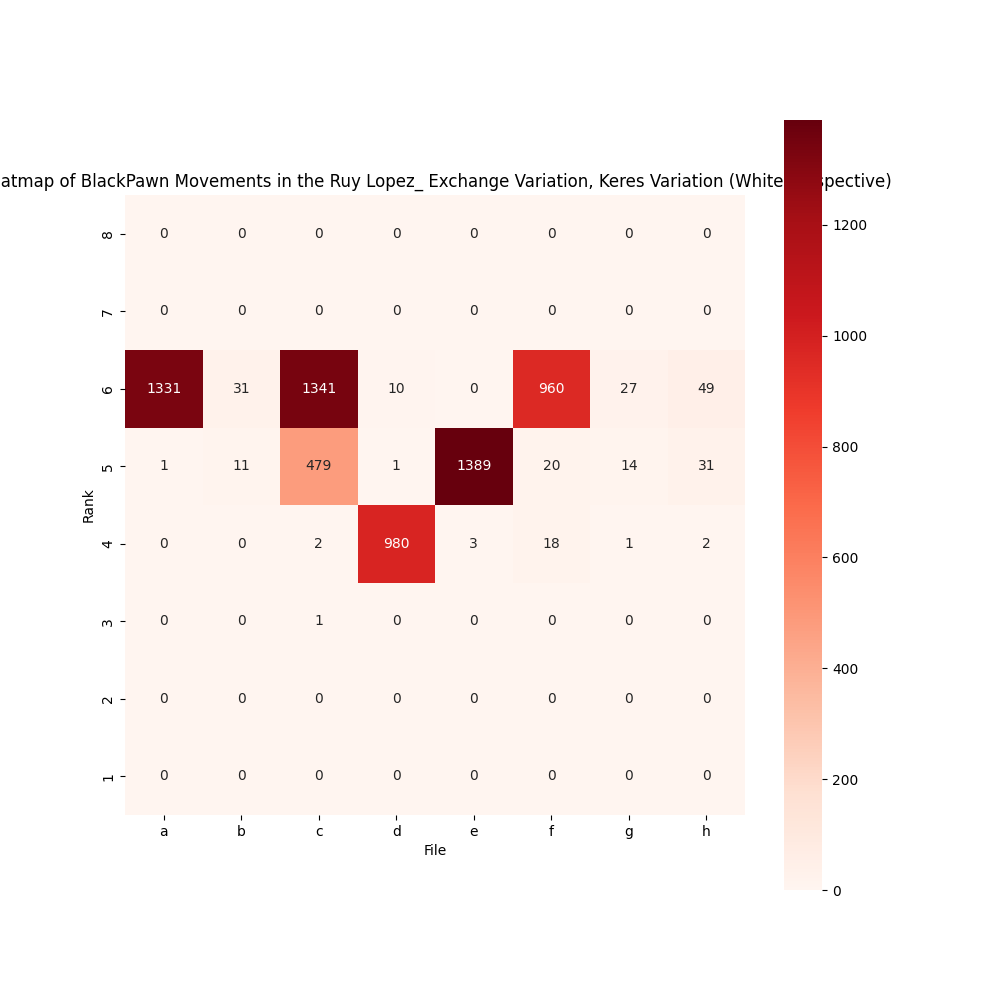 atmap of BlackPawn Movements in the Ruy Lopez_ Exchange Variation, Keres Variation (White spective)
8 0 0 0 0 0 0 0 0
7 0 0 0 0 0 0 0 0
6 1331 31 1341 10 0 960 27 49
5 1 11 479 1 1389 20 14 31
4 0 0 2 980 3 18 1 2
3 0 0 1 0 0 0 0 0
2 0 0 0 0 0 0 0 0
1 0 0 0 0 0 0 0 0
a b c d e f g h
File
Rank
1200
1000
800
600
400
200
0